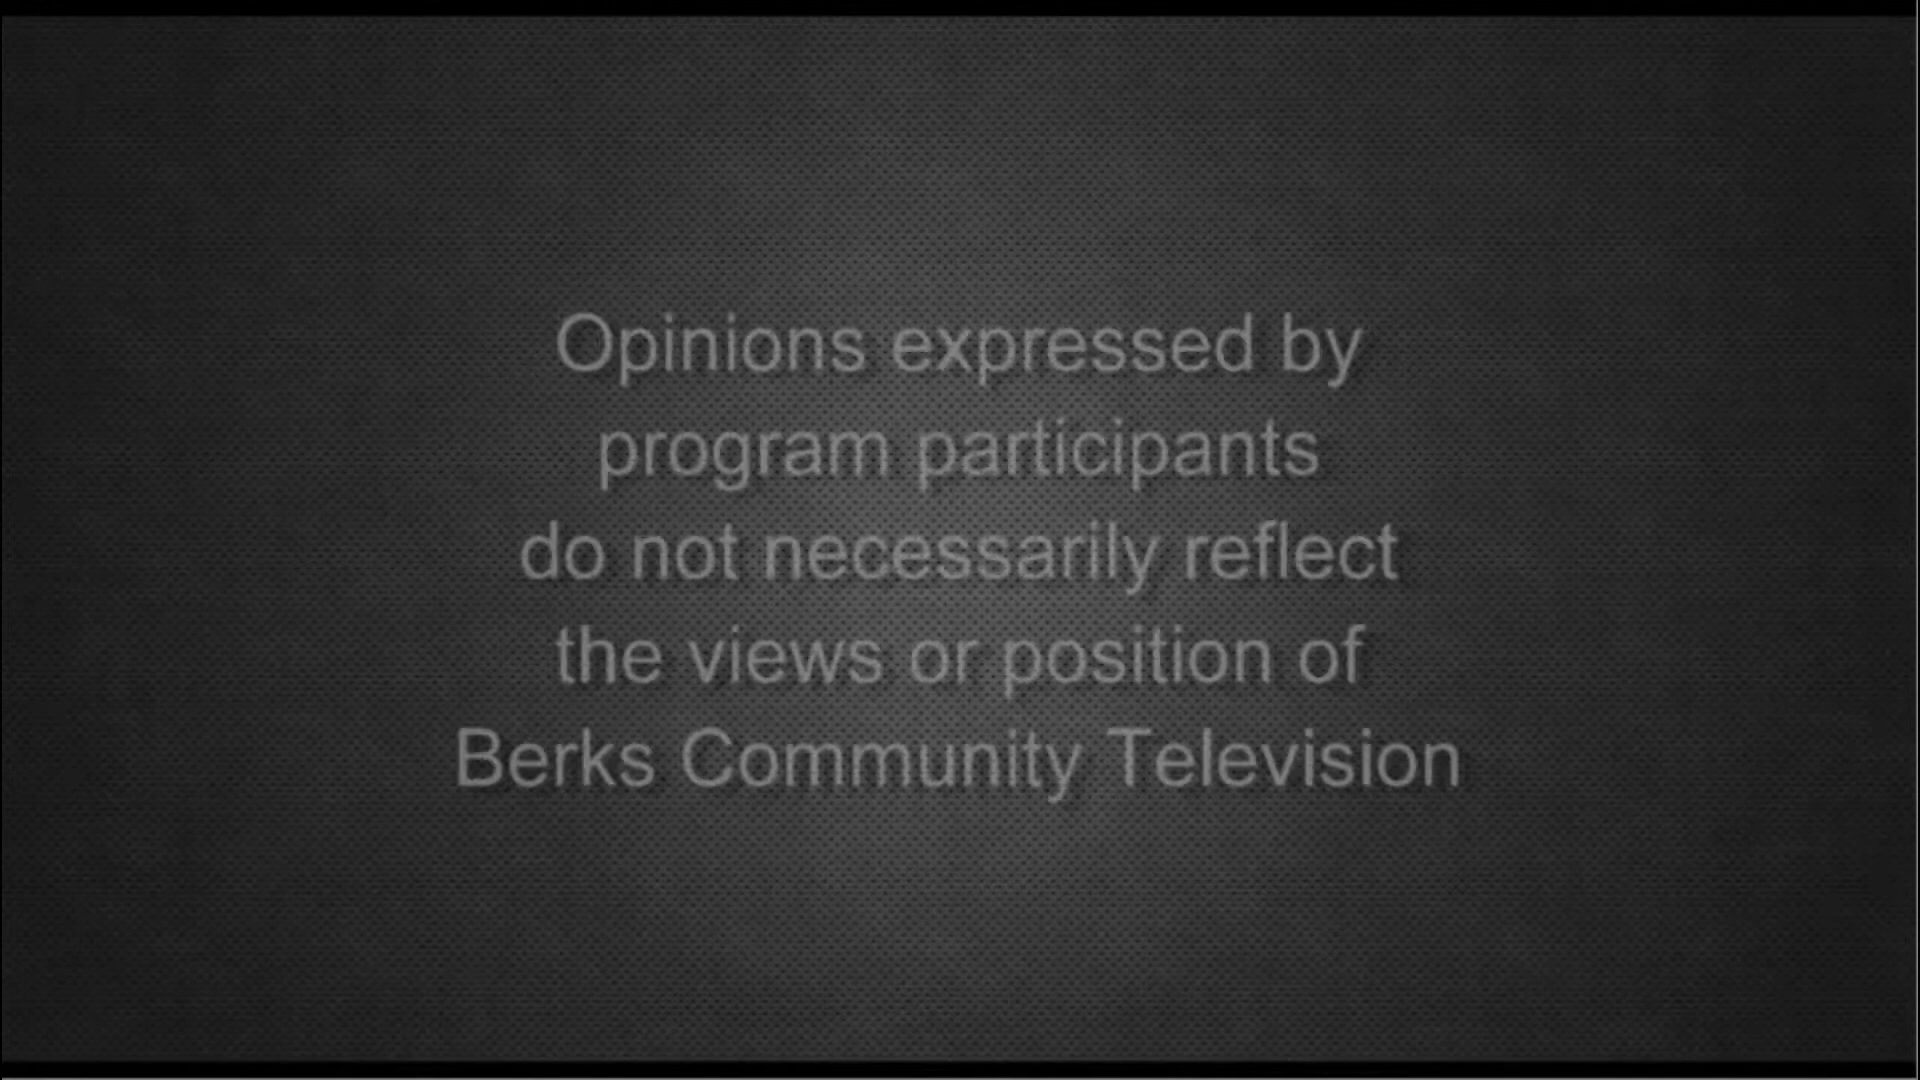 Opinions expressed by
program participants
do not necessarily reflect
the views or position of
Berks Community Television